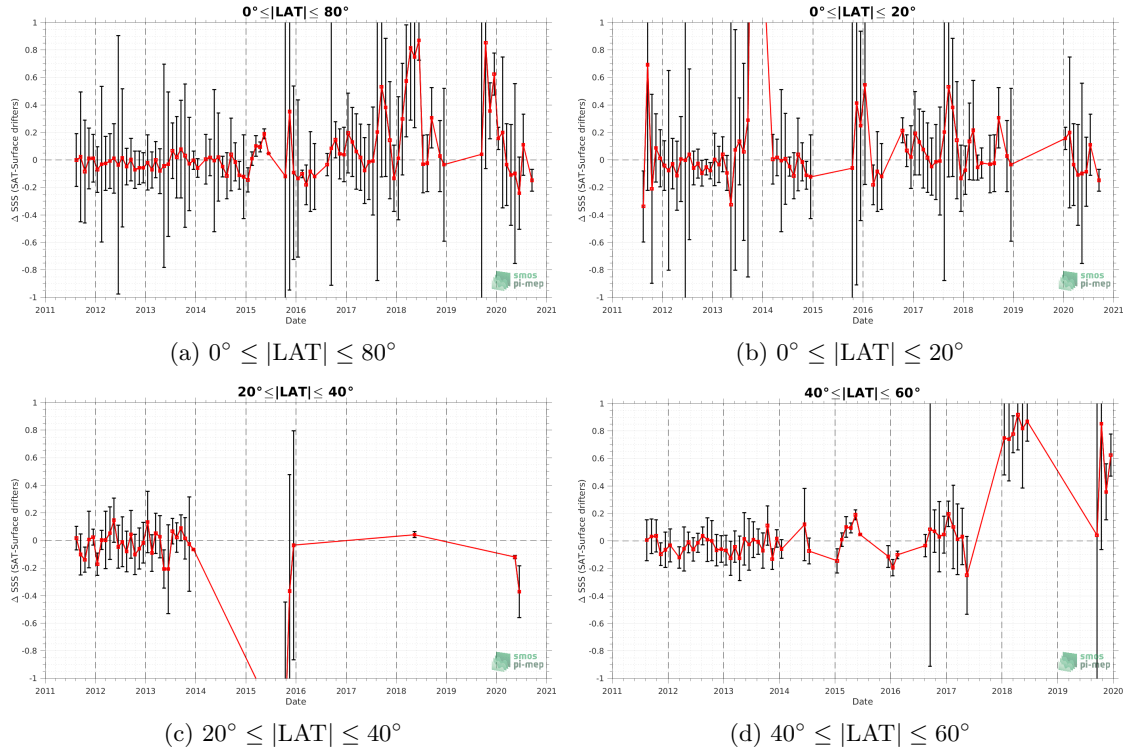 0°≤|LAT|≤ 80°
Δ SSS (SAT-Surface drifters)
1
0.8
0.6
0.4
0.2
0
-0.2
-0.4
-0.6
-0.8
-1
2011 2012 2013 2014 2015 2016 2017 2018 2019 2020 2021
Date
smos
pi-mep
(a) 0° ≤ |LAT| ≤ 80°
0°≤|LAT|≤ 20°
Δ SSS (SAT-Surface drifters)
1
0.8
0.6
0.4
0.2
0
-0.2
-0.4
-0.6
-0.8
-1
2011 2012 2013 2014 2015 2016 2017 2018 2019 2020 2021
Date
smos
pi-mep
(b) 0° ≤ |LAT| ≤ 20°
20°≤|LAT|≤ 40°
Δ SSS (SAT-Surface drifters)
1
0.8
0.6
0.4
0.2
0
-0.2
-0.4
-0.6
-0.8
-1
2011 2012 2013 2014 2015 2016 2017 2018 2019 2020 2021
Date
smos
pi-mep
(c) 20° ≤ |LAT| ≤ 40°
40°≤|LAT|≤ 60°
Δ SSS (SAT-Surface drifters)
1
0.8
0.6
0.4
0.2
0
-0.2
-0.4
-0.6
-0.8
-1
2011 2012 2013 2014 2015 2016 2017 2018 2019 2020
Date
smos
pi-mep
(d) 40° ≤ |LAT| ≤ 60°